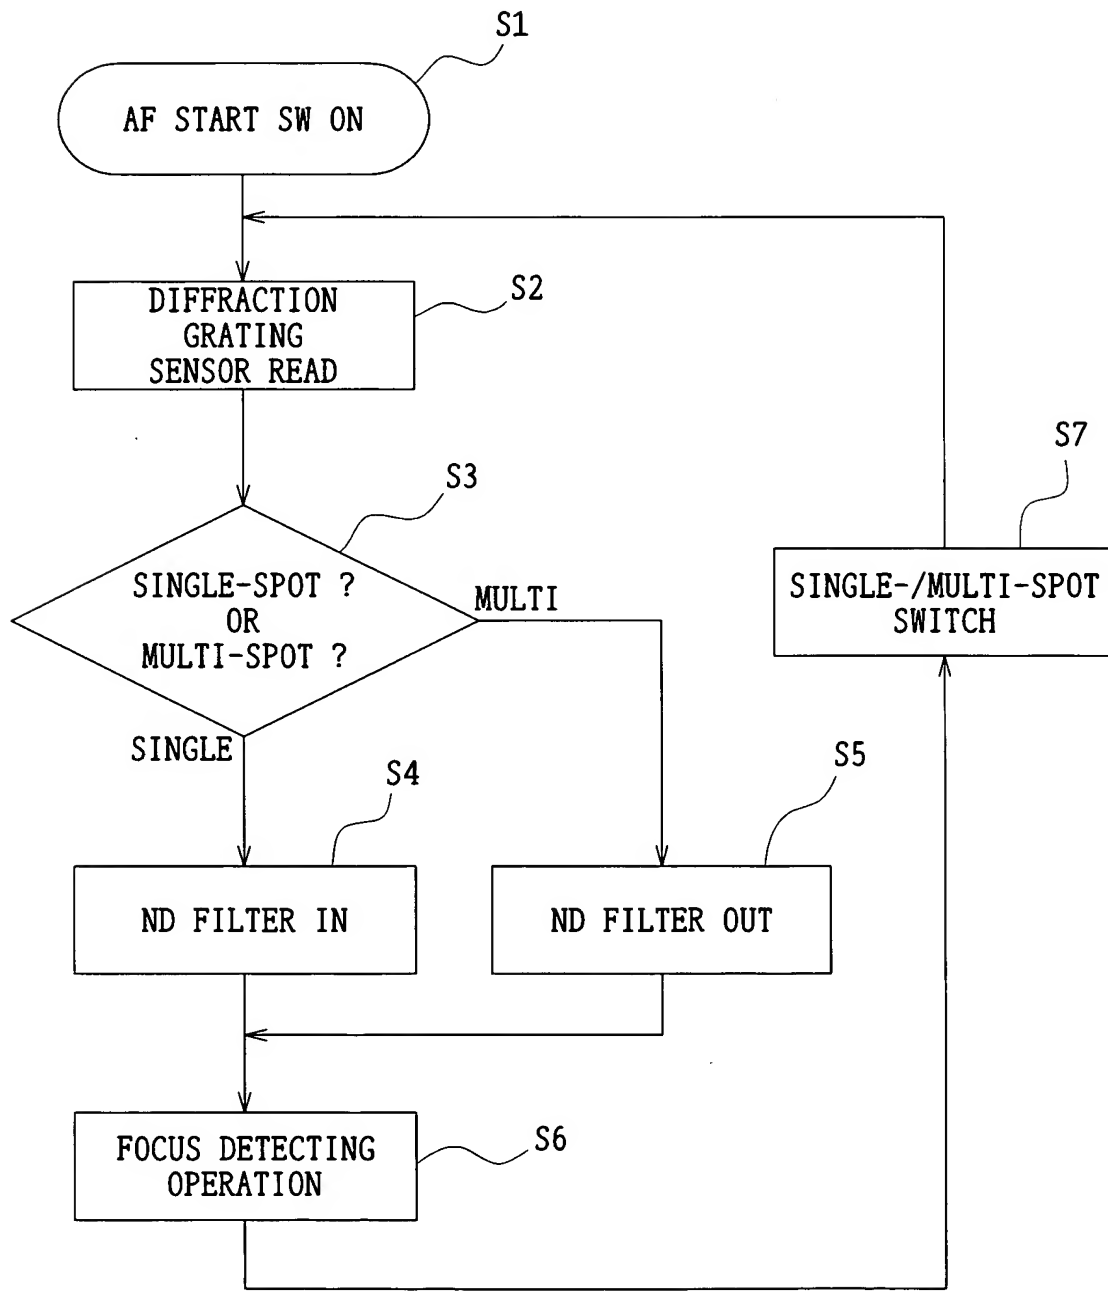 S1
AF START SW ON
S2
DIFFRACTION
GRATING
SENSOR READ
S3
SINGLE-SPOT ?
OR
MULTI-SPOT ?
MULTI
SINGLE
S7
SINGLE-/MULTI-SPOT
SWITCH
S4
ND FILTER IN
S5
ND FILTER OUT
S6
FOCUS DETECTING
OPERATION